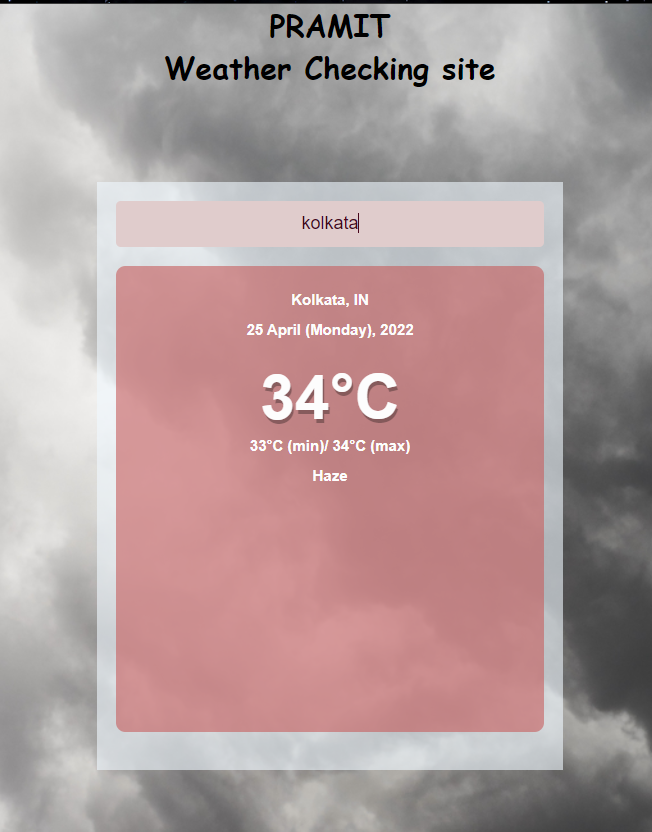 PRAMIT
Weather Checking site
kolkata
Kolkata, IN
25 April (Monday), 2022
34°C
33°C (min)/ 34°C (max)
Haze